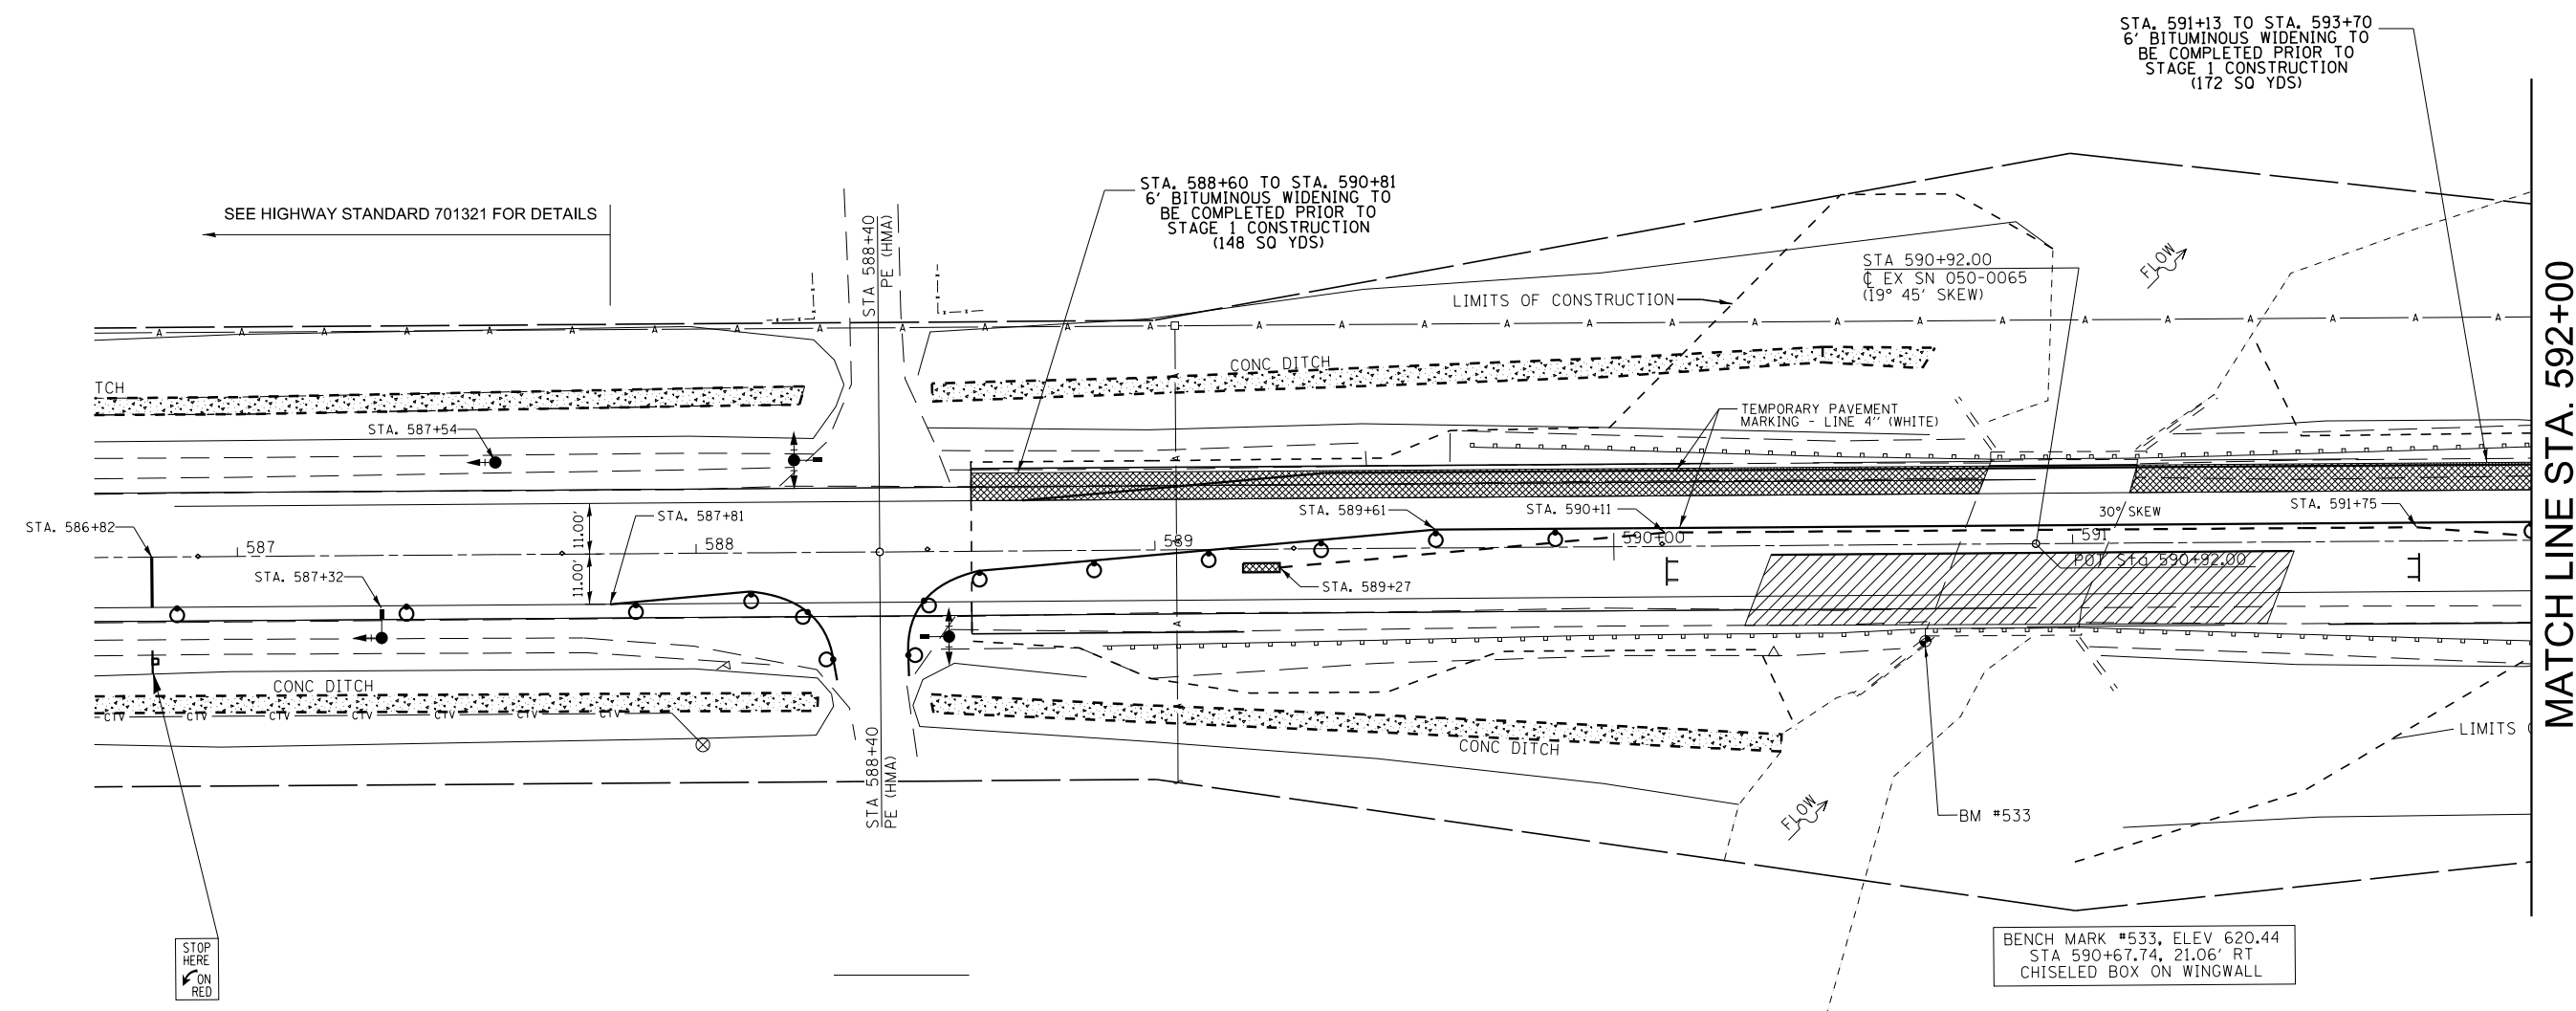 STA. 591+13 TO STA. 593+70
6' BITUMINOUS WIDENING TO
BE COMPLETED PRIOR TO
STAGE 1 CONSTRUCTION
(172 SQ YDS)
STA. 588+60 TO STA. 590+81
6' BITUMINOUS WIDENING TO
BE COMPLETED PRIOR TO
STAGE 1 CONSTRUCTION
(148 SQ YDS)
SEE HIGHWAY STANDARD 701321 FOR DETAILS
STA 588+40
PE (HMA)
STA 590+92.00
℄ EX SN 050-0065
(19° 45' SKEW)
FLOW
LIMITS OF CONSTRUCTION
A A A A A A A A A A A A A A A A A A A A A A A A A A A A A
MATCH LINE STA. 592+00
CONC DITCH
TCH
TEMPORARY PAVEMENT
MARKING - LINE 4" (WHITE)
STA. 587+54
STA. 586+82
11.00'
STA. 587+81
STA. 589+61
STA. 590+11
30° SKEW
STA. 591+75
587
588
589
590+00
591
POT Sta 590+92.00
STA. 587+32
11.00'
STA. 589+27
CONC DITCH
CTV CTV CTV CTV CTV CTV CTV
CONC DITCH
LIMITS
STA 588+40
PE (HMA)
FLOW
BM #533
STOP
HERE
ON
RED
BENCH MARK #533, ELEV 620.44
STA 590+67.74, 21.06' RT
CHISELED BOX ON WINGWALL